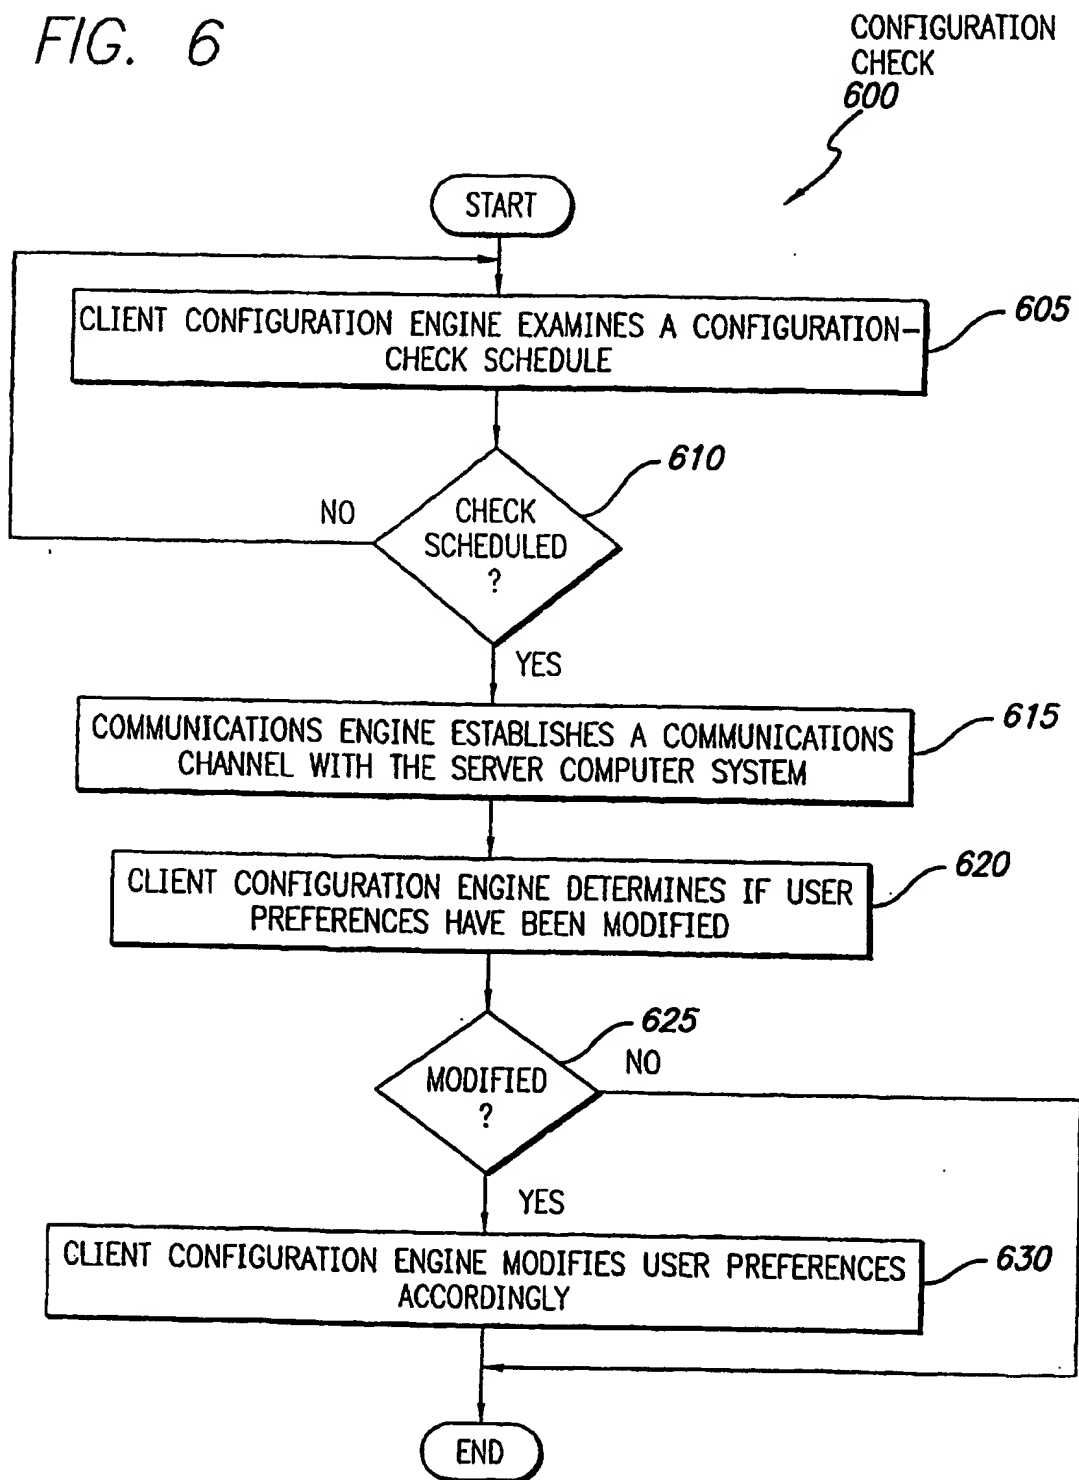 FIG. 6
CONFIGURATION
CHECK
600
START
CLIENT CONFIGURATION ENGINE EXAMINES A CONFIGURATION-
CHECK SCHEDULE
605
610
CHECK
SCHEDULED
?
NO
YES
COMMUNICATIONS ENGINE ESTABLISHES A COMMUNICATIONS
CHANNEL WITH THE SERVER COMPUTER SYSTEM
615
CLIENT CONFIGURATION ENGINE DETERMINES IF USER
PREFERENCES HAVE BEEN MODIFIED
620
625
MODIFIED
?
NO
YES
CLIENT CONFIGURATION ENGINE MODIFIES USER PREFERENCES
ACCORDINGLY
630
END